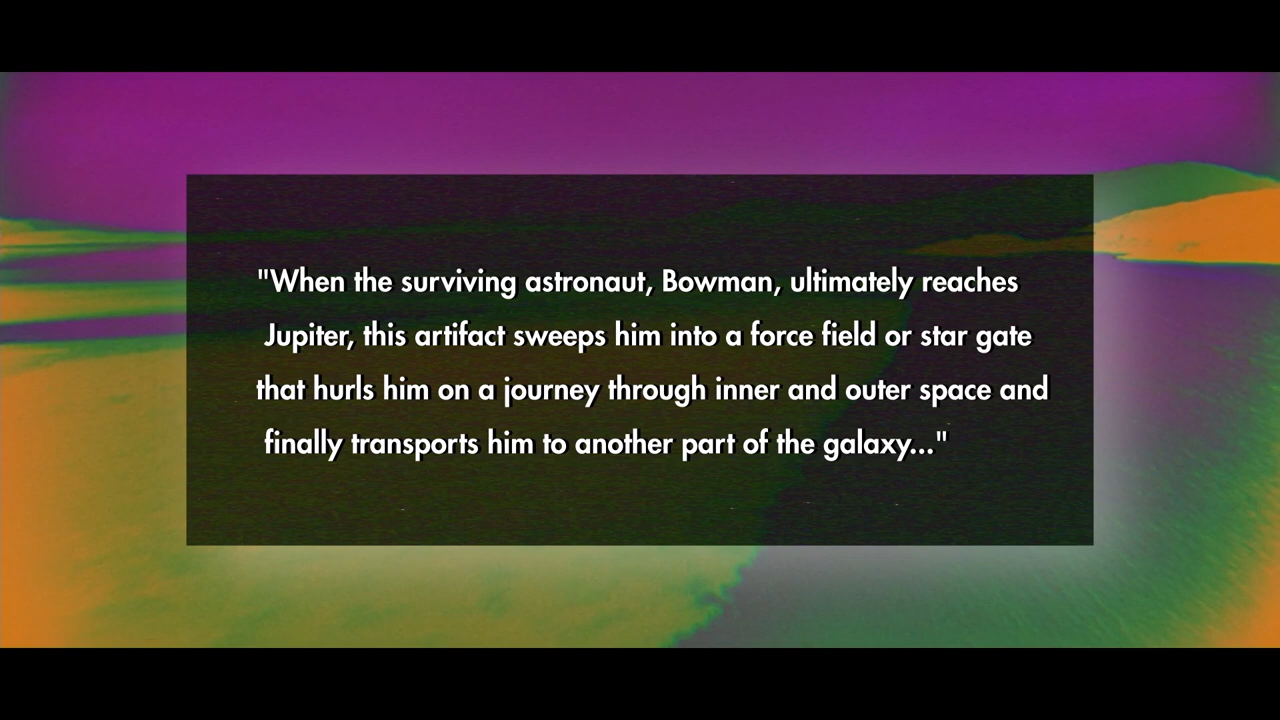 "When the surviving astronaut, Bowman, ultimately reaches
Jupiter, this artifact sweeps him into a force field or star gate
that hurls him on a journey through inner and outer space and
finally transports him to another part of the galaxy..."